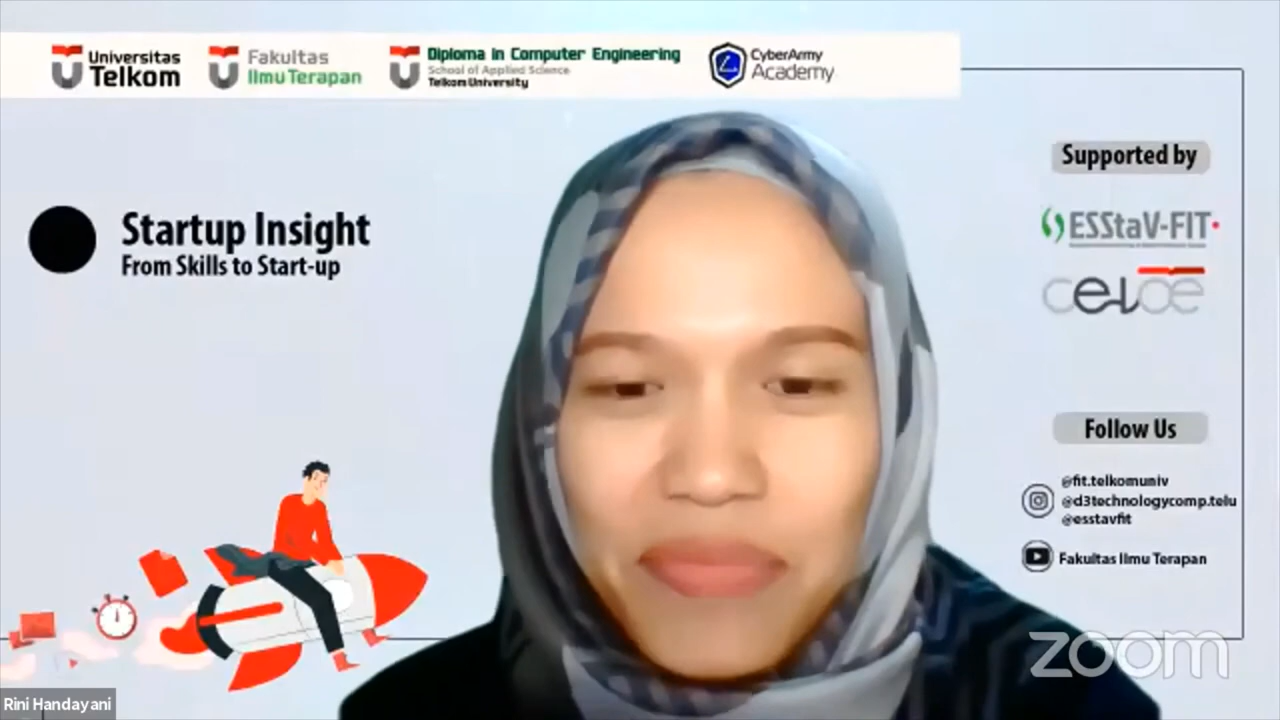 Universitas
Telkom
Fakultas
Ilmu Terapan
Diploma in Computer Engineering
School of Applied Science
Telkom University
CyberArmy
Academy
Supported by
ESStaV-FIT
celoe
Startup Insight
From Skills to Start-up
Follow Us
@fit.telkomuniv
@d3technologycomp.telu
@esstavfit
Fakultas Ilmu Terapan
zoom
Rini Handayani